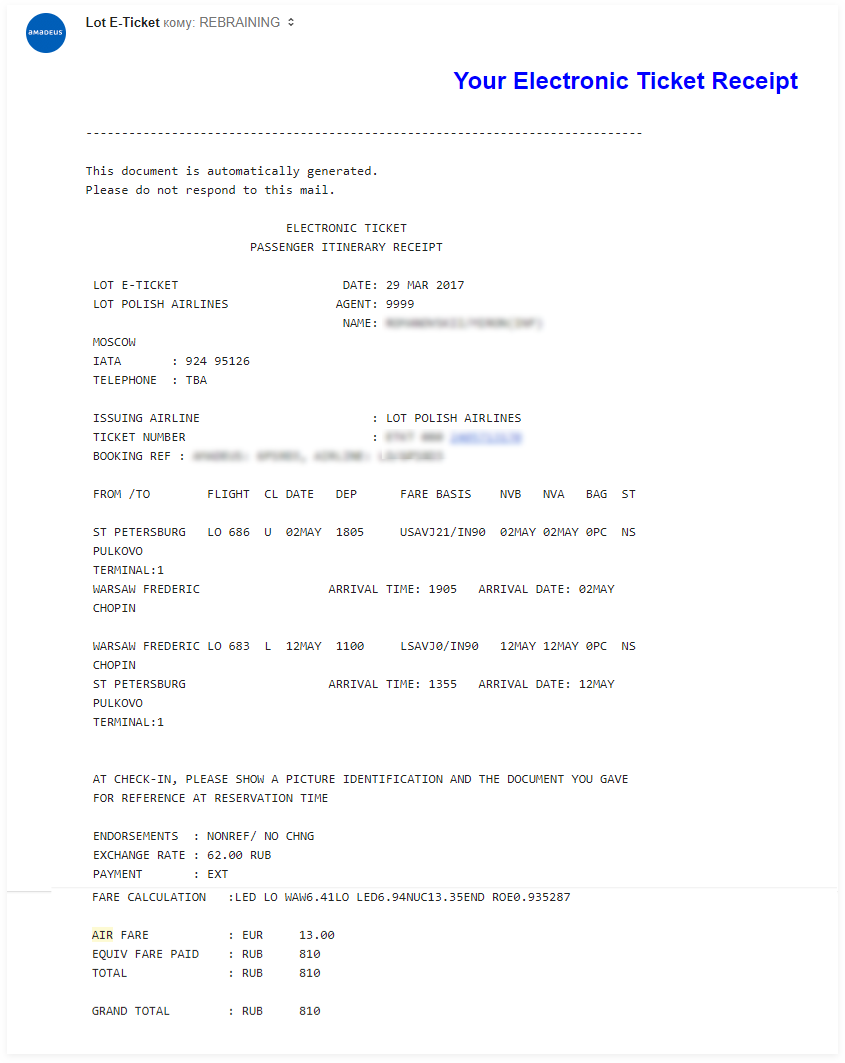 amadeus
Lot E-Ticket кому: REBRAINING
Your Electronic Ticket Receipt
------------------------------------------------------------------------------
This document is automatically generated.
Please do not respond to this mail.
ELECTRONIC TICKET
PASSENGER ITINERARY RECEIPT
LOT E-TICKET DATE: 29 MAR 2017
LOT POLISH AIRLINES AGENT: 9999
NAME:
MOSCOW
IATA : 924 95126
TELEPHONE : TBA
ISSUING AIRLINE : LOT POLISH AIRLINES
TICKET NUMBER :
BOOKING REF :
FROM /TO FLIGHT CL DATE DEP FARE BASIS NVB NVA BAG ST
ST PETERSBURG LO 686 U 02MAY 1805 USAVJ21/IN90 02MAY 02MAY 0PC NS
PULKOVO
TERMINAL:1
WARSAW FREDERIC ARRIVAL TIME: 1905 ARRIVAL DATE: 02MAY
CHOPIN
WARSAW FREDERIC LO 683 L 12MAY 1100 LSAVJ0/IN90 12MAY 12MAY 0PC NS
CHOPIN
ST PETERSBURG ARRIVAL TIME: 1355 ARRIVAL DATE: 12MAY
PULKOVO
TERMINAL:1
AT CHECK-IN, PLEASE SHOW A PICTURE IDENTIFICATION AND THE DOCUMENT YOU GAVE
FOR REFERENCE AT RESERVATION TIME
ENDORSEMENTS : NONREF/ NO CHNG
EXCHANGE RATE : 62.00 RUB
PAYMENT : EXT
FARE CALCULATION :LED LO WAW6.41LO LED6.94NUC13.35END ROE0.935287
AIR FARE : EUR 13.00
EQUIV FARE PAID : RUB 810
TOTAL : RUB 810
GRAND TOTAL : RUB 810